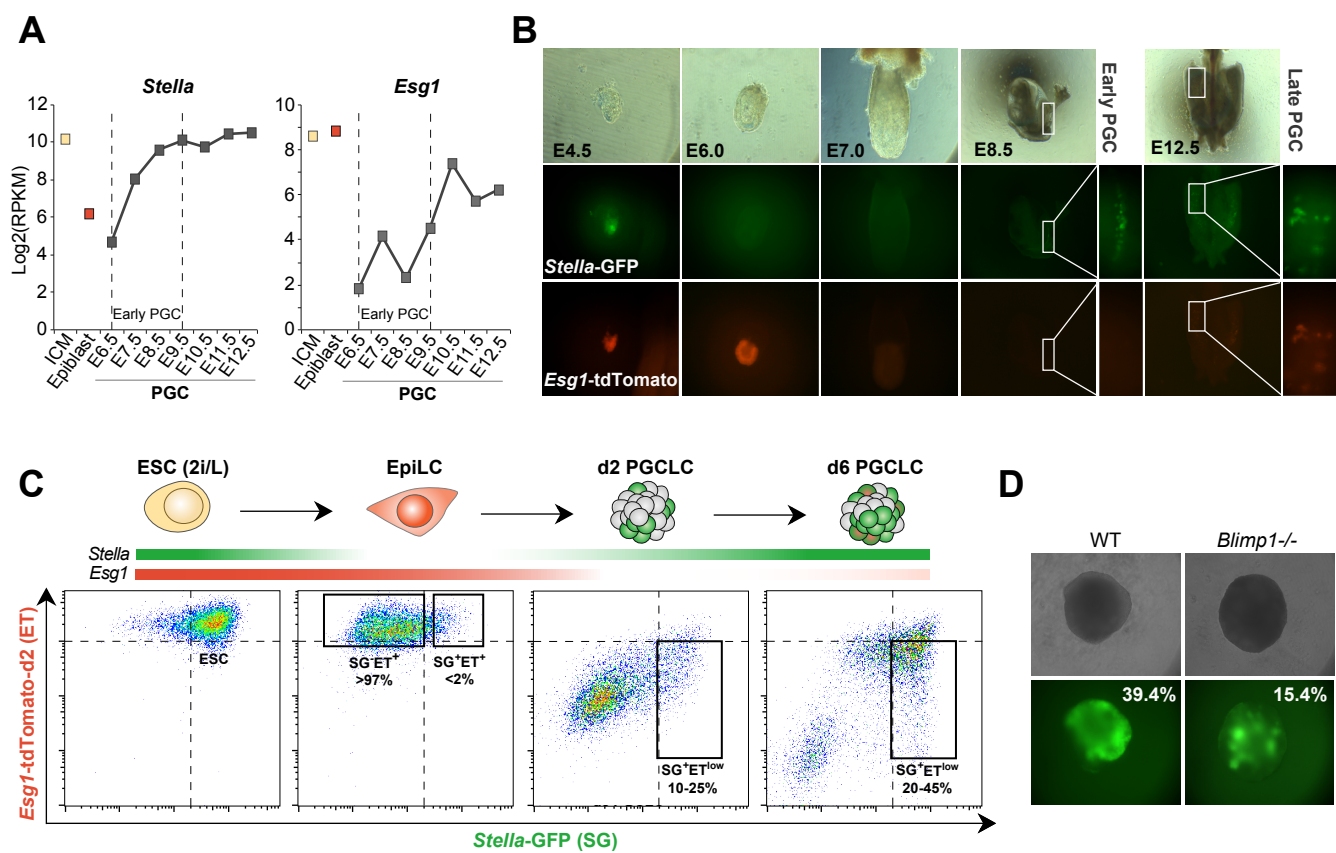 A
Stella
Esg1
Log2(RPKM)
12
10
8
6
4
2
0
10
9
8
6
4
2
0
Early PGC
Early PGC
ICM
Epiblast
E6.5
E7.5
E8.5
E9.5
E10.5
E11.5
E12.5
PGC
ICM
Epiblast
E6.5
E7.5
E8.5
E9.5
E10.5
E11.5
E12.5
PGC
B
E4.5
E6.0
E7.0
E8.5
Early PGC
E12.5
Late PGC
Stella-GFP
Esg1-tdTomato
C
ESC (2i/L)
EpiLC
d2 PGCLC
d6 PGCLC
Stella
Esg1
Esg1-tdTomato-d2 (ET)
ESC
SG-ET+
>97%
SG+ET+
<2%
SG+ETlow
10-25%
SG+ETlow
20-45%
Stella-GFP (SG)
D
WT
Blimp1-/-
39.4%
15.4%